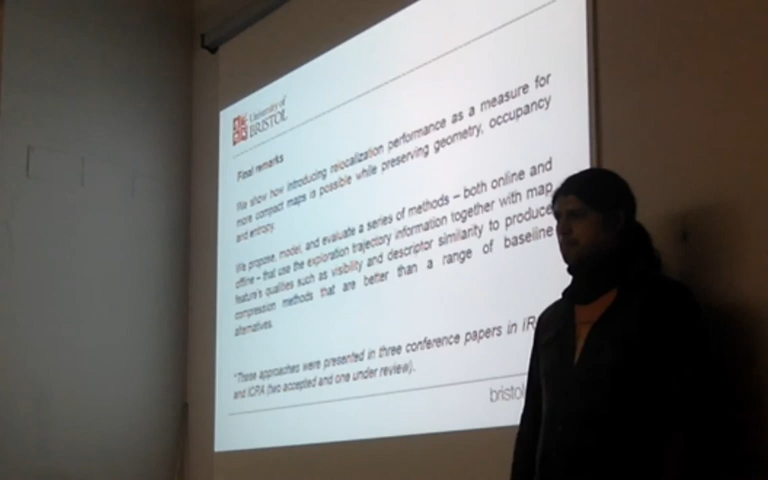 University of
BRISTOL
Final remarks
We show how introducing relocalization performance as a measure for
more compact maps is possible while preserving geometry, occupancy
and entropy.
We propose, model, and evaluate a series of methods – both online and
offline – that use the exploration trajectory information together with map
feature's qualities such as visibility and descriptor similarity to produce
compression methods that are better than a range of baseline
alternatives.
*These approaches were presented in three conference papers in IR
and ICRA (two accepted and one under review).
bristol